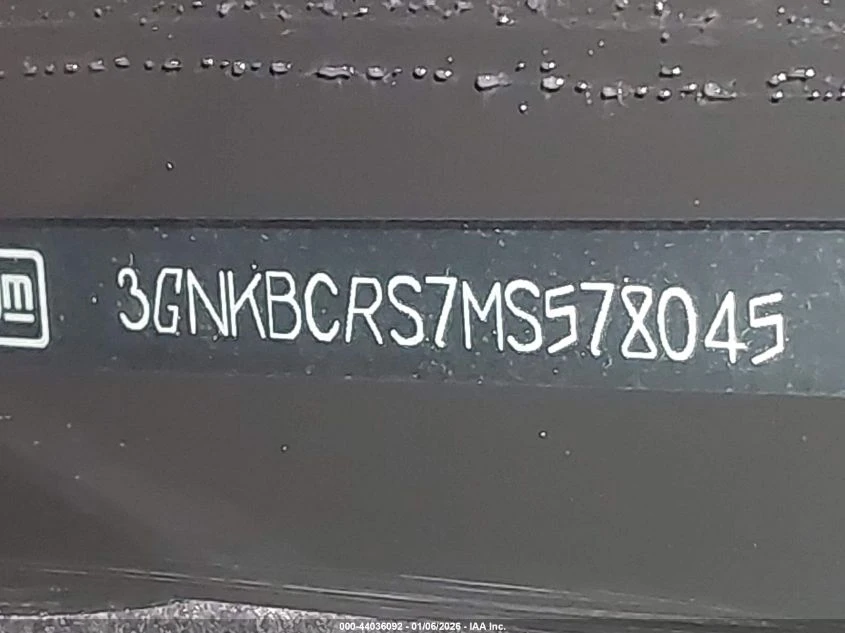 3GNKBCRS7MS578045
000-44036092 - 01/06/2026 - IAA Inc.